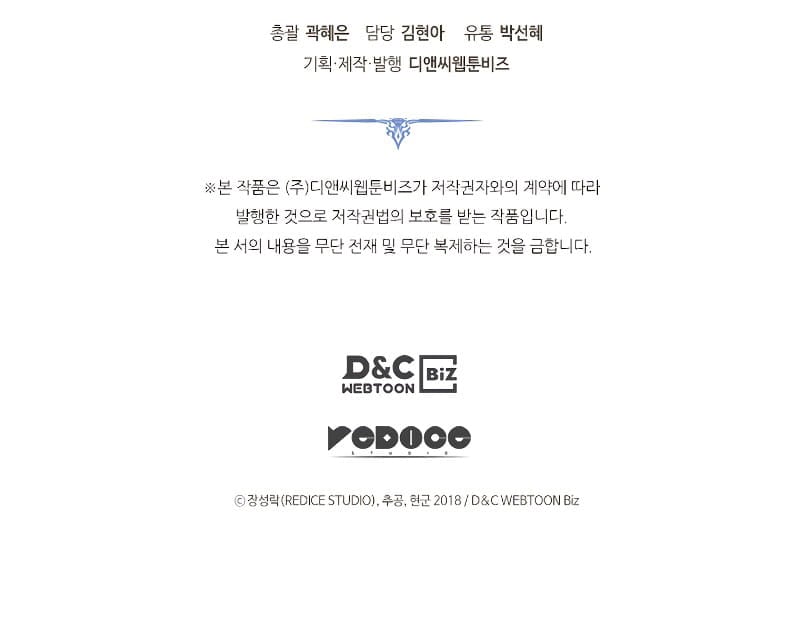 총괄 곽혜은 담당 김현아 유통 박선혜
기획·제작·발행 디앤씨웹툰비즈
※본 작품은 (주)디앤씨웹툰비즈가 저작권자와의 계약에 따라
발행한 것으로 저작권법의 보호를 받는 작품입니다.
본 서의 내용을 무단 전재 및 무단 복제하는 것을 금합니다.
D&C
WEBTOON BiZ
REDICE
STUDIO
ⓒ 장성락(REDICE STUDIO), 추공, 현군 2018 / D&C WEBTOON Biz